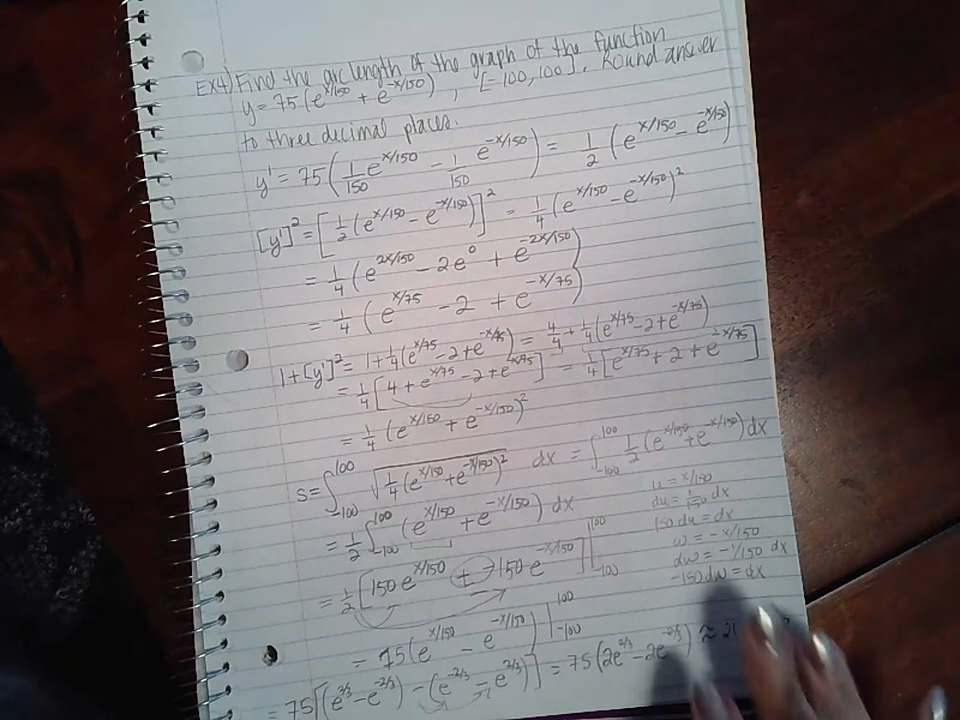 EX4) Find the arc length of the graph of the function
y = 75(e^{x/150} + e^{-x/150}), [-100, 100]. Round answer
to three decimal places.
y' = 75(1/150 e^{x/150} - 1/150 e^{-x/150}) = 1/2 (e^{x/150} - e^{-x/150})
[y']^2 = [1/2 (e^{x/150} - e^{-x/150})]^2 = 1/4 (e^{x/150} - e^{-x/150})^2
= 1/4 (e^{2x/150} - 2e^0 + e^{-2x/150})
= 1/4 (e^{x/75} - 2 + e^{-x/75})
1 + [y']^2 = 1 + 1/4 (e^{x/75} - 2 + e^{-x/75}) = 4/4 + 1/4 (e^{x/75} - 2 + e^{-x/75})
= 1/4 [4 + e^{x/75} - 2 + e^{-x/75}] = 1/4 [e^{x/75} + 2 + e^{-x/75}]
= 1/4 (e^{x/150} + e^{-x/150})^2
s = ∫_{-100}^{100} √(1/4 (e^{x/150} + e^{-x/150})^2) dx = ∫_{-100}^{100} 1/2 (e^{x/150} + e^{-x/150}) dx
= 1/2 ∫_{-100}^{100} (e^{x/150} + e^{-x/150}) dx
u = x/150
du = 1/150 dx
150 du = dx
w = -x/150
dw = -1/150 dx
-150 dw = dx
= 1/2 [150 e^{x/150} + -150 e^{-x/150}] |_{-100}^{100}
= 75 (e^{x/150} - e^{-x/150}) |_{-100}^{100}
= 75 [(e^{2/3} - e^{-2/3}) - (e^{-2/3} - e^{2/3})] = 75 (2e^{2/3} - 2e^{-2/3}) ≈